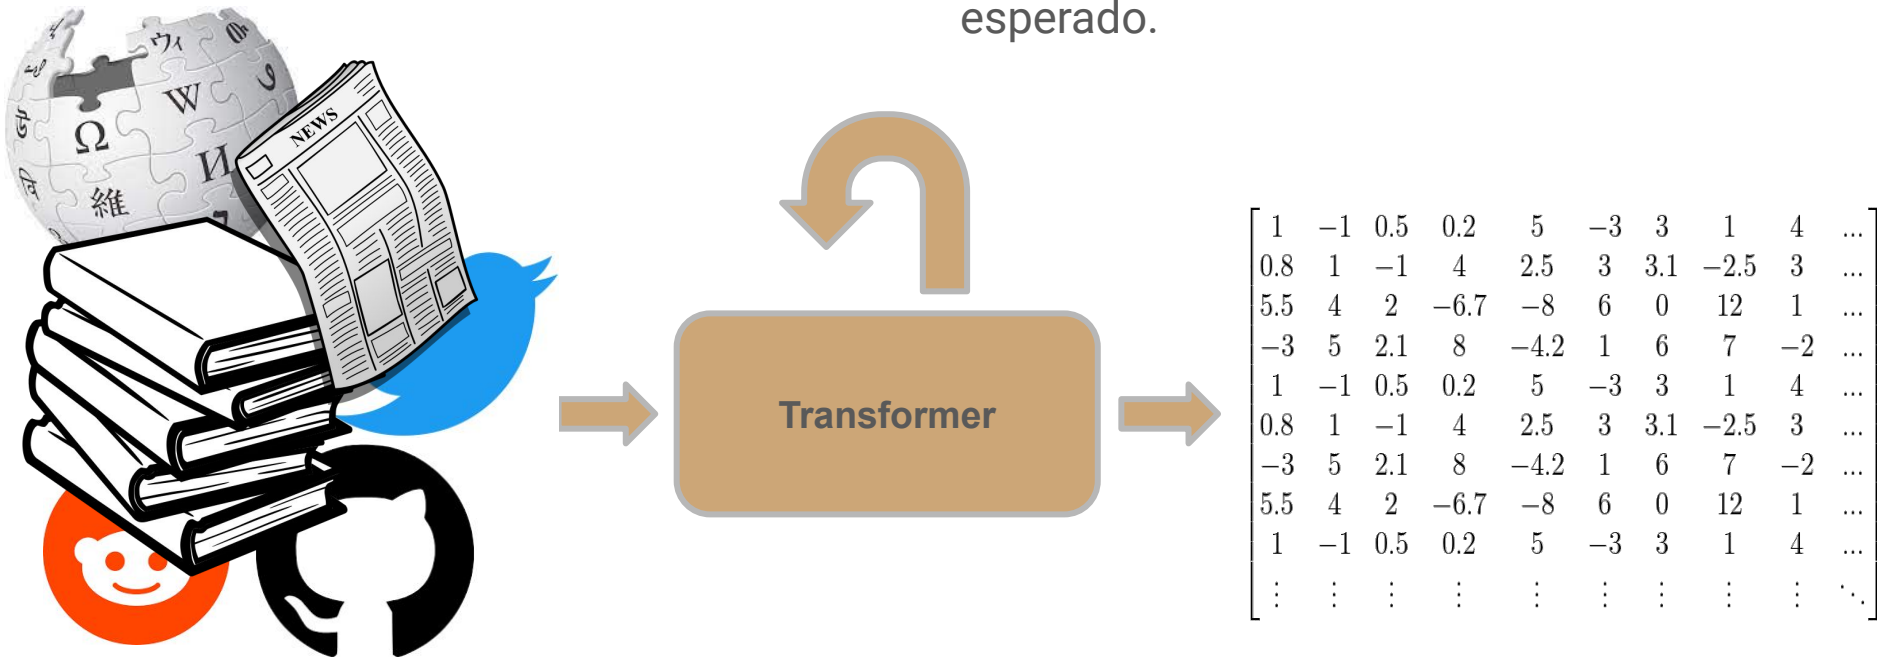 esperado.
ウィ
W
Ω
И
維
NEWS
Transformer
1 −1 0.5 0.2 5 −3 3 1 4 ...
0.8 1 −1 4 2.5 3 3.1 −2.5 3 ...
5.5 4 2 −6.7 −8 6 0 12 1 ...
−3 5 2.1 8 −4.2 1 6 7 −2 ...
1 −1 0.5 0.2 5 −3 3 1 4 ...
0.8 1 −1 4 2.5 3 3.1 −2.5 3 ...
−3 5 2.1 8 −4.2 1 6 7 −2 ...
5.5 4 2 −6.7 −8 6 0 12 1 ...
1 −1 0.5 0.2 5 −3 3 1 4 ...
⋮ ⋮ ⋮ ⋮ ⋮ ⋮ ⋮ ⋮ ⋮ ⋱